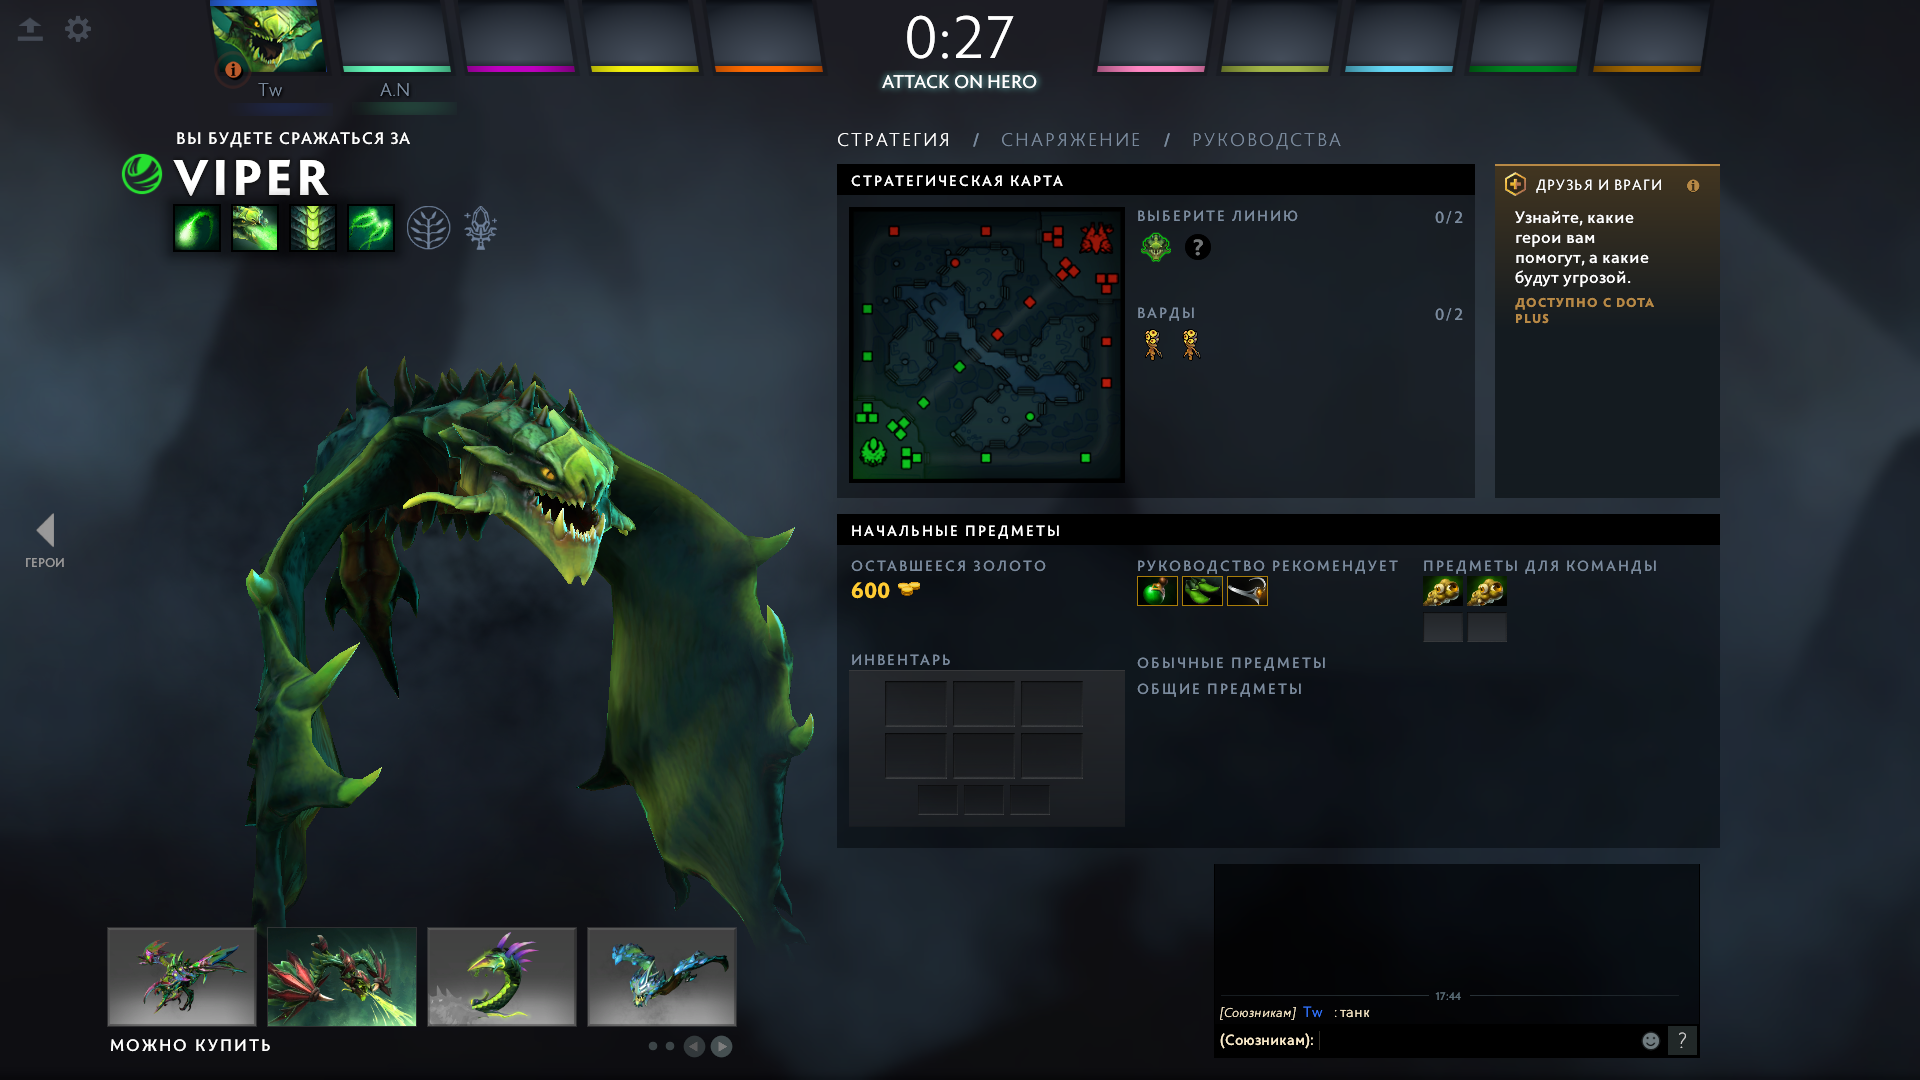 0:27
ATTACK ON HERO
Tw
A.N
ВЫ БУДЕТЕ СРАЖАТЬСЯ ЗА
VIPER
СТРАТЕГИЯ / СНАРЯЖЕНИЕ / РУКОВОДСТВА
СТРАТЕГИЧЕСКАЯ КАРТА
ВЫБЕРИТЕ ЛИНИЮ 0/2
?
ВАРДЫ 0/2
ДРУЗЬЯ И ВРАГИ
Узнайте, какие
герои вам
помогут, а какие
будут угрозой.
ДОСТУПНО С DOTA
PLUS
ГЕРОИ
НАЧАЛЬНЫЕ ПРЕДМЕТЫ
ОСТАВШЕЕСЯ ЗОЛОТО
600
РУКОВОДСТВО РЕКОМЕНДУЕТ
ПРЕДМЕТЫ ДЛЯ КОМАНДЫ
ИНВЕНТАРЬ
ОБЫЧНЫЕ ПРЕДМЕТЫ
ОБЩИЕ ПРЕДМЕТЫ
МОЖНО КУПИТЬ
17:44
[Союзникам] Tw : танк
(Союзникам):
?